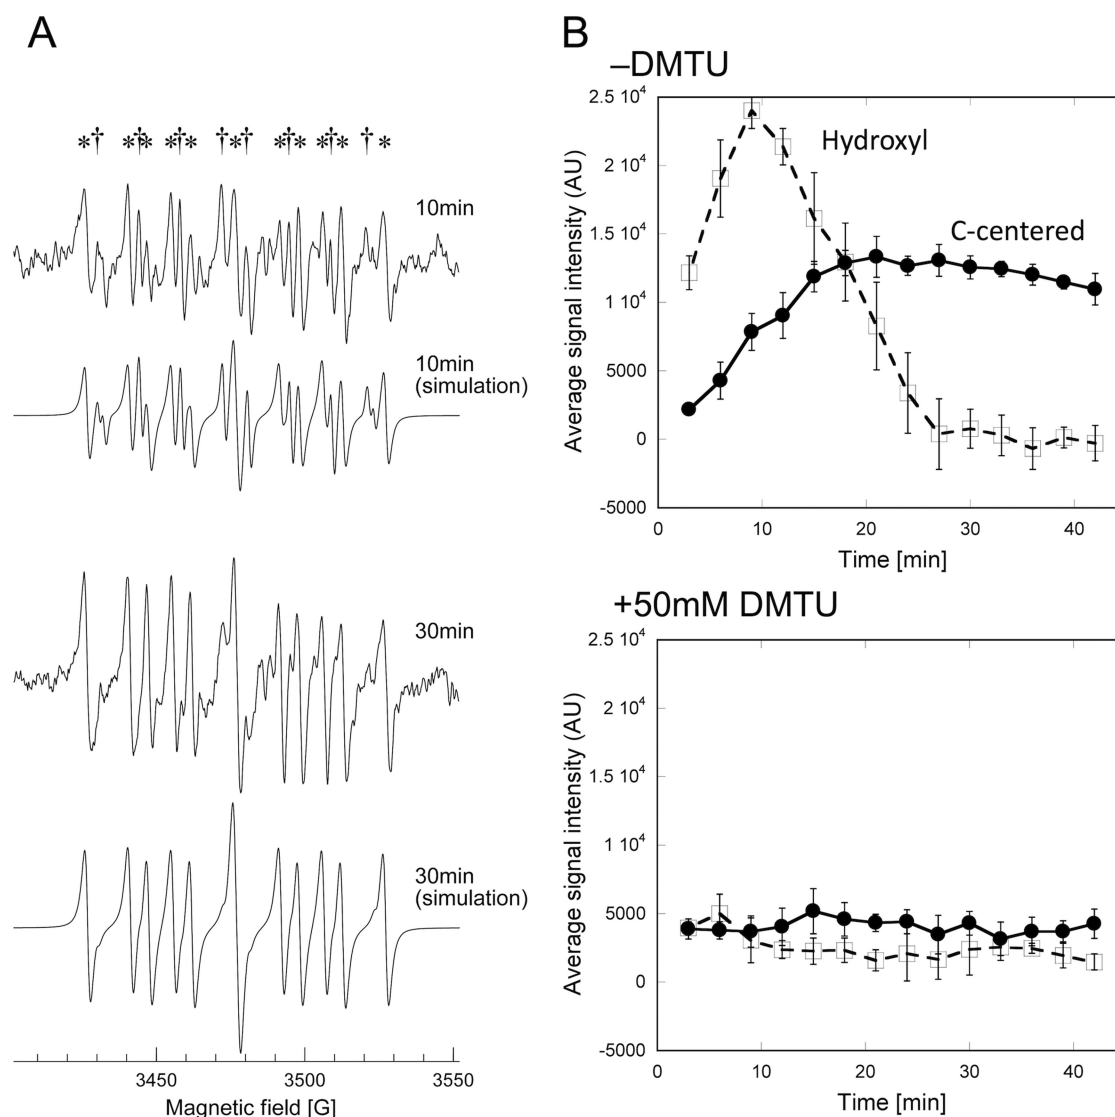 A
*† *†* *†* †*† *†* *†* † *
10min
10min
(simulation)
30min
30min
(simulation)
3450 3500 3550
Magnetic field [G]
B
–DMTU
2.5 10⁴
2 10⁴
1.5 10⁴
1 10⁴
5000
0
-5000
Average signal intensity (AU)
Hydroxyl
C-centered
0 10 20 30 40
Time [min]
+50mM DMTU
2.5 10⁴
2 10⁴
1.5 10⁴
1 10⁴
5000
0
-5000
Average signal intensity (AU)
0 10 20 30 40
Time [min]